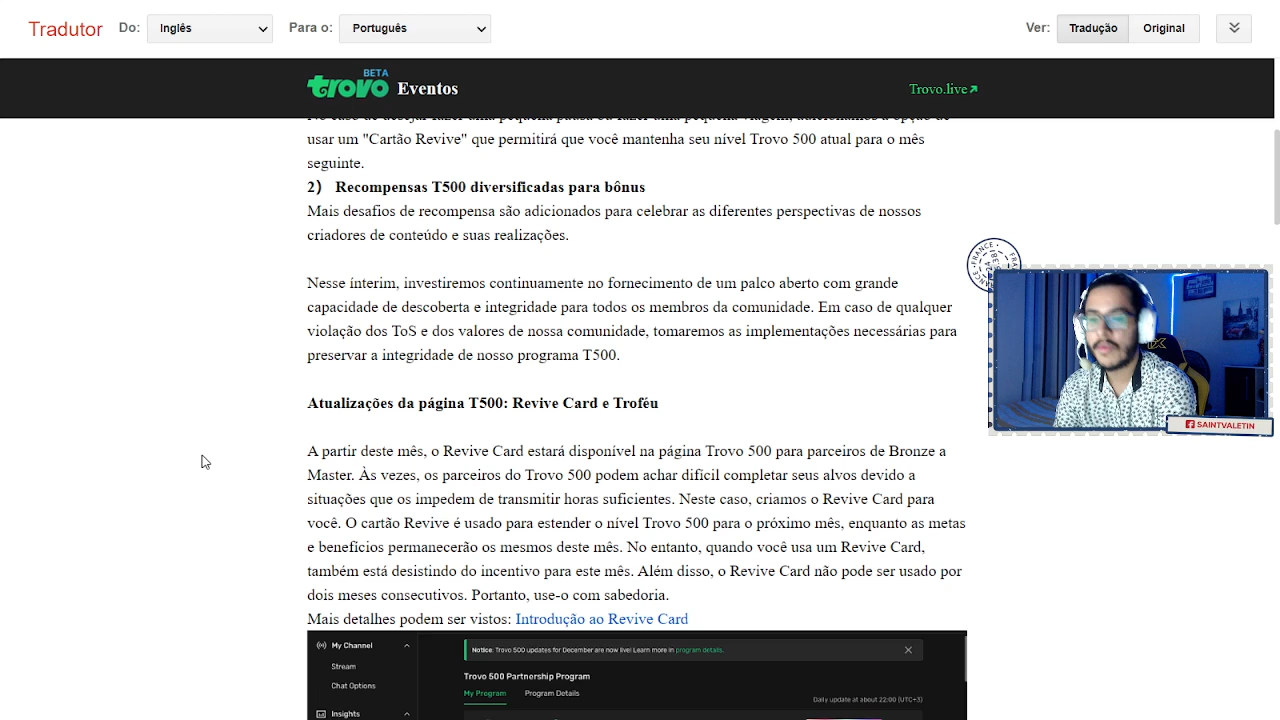 Tradutor
Do:
Inglês
Para o:
Português
Ver:
Tradução
Original
trovo
BETA
Eventos
Trovo.live
usar um "Cartão Revive" que permitirá que você mantenha seu nível Trovo 500 atual para o mês
seguinte.
2） Recompensas T500 diversificadas para bônus
Mais desafios de recompensa são adicionados para celebrar as diferentes perspectivas de nossos
criadores de conteúdo e suas realizações.
Nesse ínterim, investiremos continuamente no fornecimento de um palco aberto com grande
capacidade de descoberta e integridade para todos os membros da comunidade. Em caso de qualquer
violação dos ToS e dos valores de nossa comunidade, tomaremos as implementações necessárias para
preservar a integridade de nosso programa T500.
FRANCE
SAINTVALETIN
Atualizações da página T500: Revive Card e Troféu
A partir deste mês, o Revive Card estará disponível na página Trovo 500 para parceiros de Bronze a
Master. Às vezes, os parceiros do Trovo 500 podem achar difícil completar seus alvos devido a
situações que os impedem de transmitir horas suficientes. Neste caso, criamos o Revive Card para
você. O cartão Revive é usado para estender o nível Trovo 500 para o próximo mês, enquanto as metas
e benefícios permanecerão os mesmos deste mês. No entanto, quando você usa um Revive Card,
também está desistindo do incentivo para este mês. Além disso, o Revive Card não pode ser usado por
dois meses consecutivos. Portanto, use-o com sabedoria.
Mais detalhes podem ser vistos: Introdução ao Revive Card
My Channel
Stream
Chat Options
Insights
Notice: Trovo 500 updates for December are now live! Learn more in program details.
Trovo 500 Partnership Program
My Program
Program Details
Daily update at about 22:00 (UTC+3)